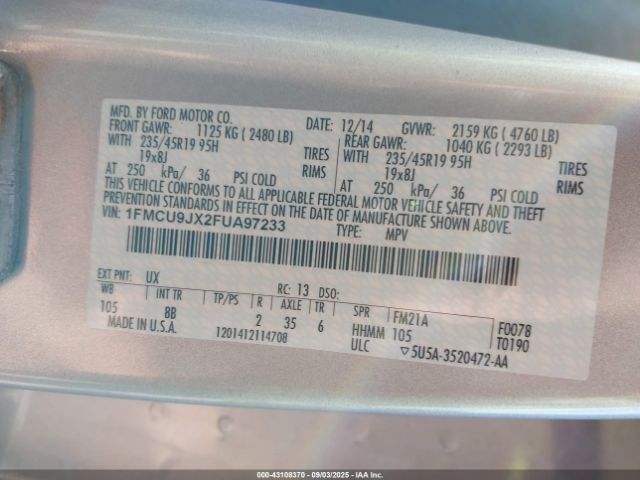 MFD. BY FORD MOTOR CO. DATE: 12/14 GVWR: 2159 KG ( 4760 LB)
FRONT GAWR: 1125 KG ( 2480 LB) REAR GAWR: 1040 KG ( 2293 LB)
WITH 235/45R19 95H TIRES WITH 235/45R19 95H TIRES
19x8J 19x8J
AT 250 kPa/ 36 PSI COLD AT 250 kPa/ 36 PSI COLD
THIS VEHICLE CONFORMS TO ALL APPLICABLE FEDERAL MOTOR VEHICLE SAFETY AND THEFT
PREVENTION STANDARDS IN EFFECT ON THE DATE OF MANUFACTURE SHOWN ABOVE.
VIN: 1FMCU9JX2FUA97233 TYPE: MPV
EXT PNT: UX RC: 13 DSO:
WB INT TR TP/PS R AXLE TR SPR FM21A F0078
105 8B 2 35 6 HHMM 105 T0190
MADE IN U.S.A. 1201412114708 ULC ▽5U5A-3520472-AA
000-43108370 - 09/03/2025 - IAA Inc.